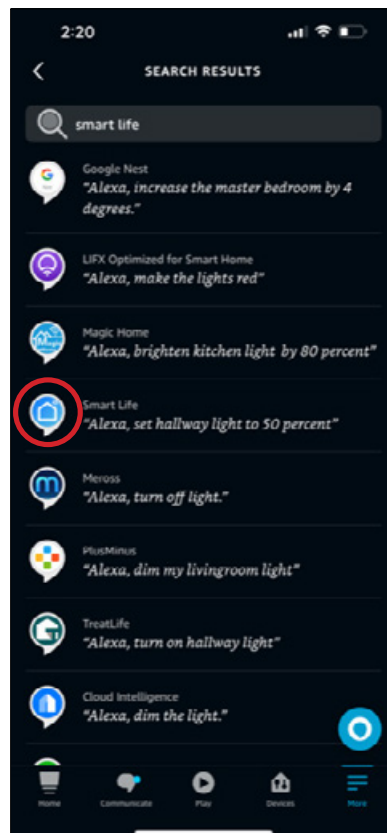 2:20
SEARCH RESULTS
smart life
Google Nest
"Alexa, increase the master bedroom by 4
degrees."
LIFX Optimized for Smart Home
"Alexa, make the lights red"
Magic Home
"Alexa, brighten kitchen light by 80 percent"
Smart Life
"Alexa, set hallway light to 50 percent"
Meross
"Alexa, turn off light."
PlusMinus
"Alexa, dim my livingroom light"
TreatLife
"Alexa, turn on hallway light"
Cloud Intelligence
"Alexa, dim the light."
Home Communicate Play Devices More